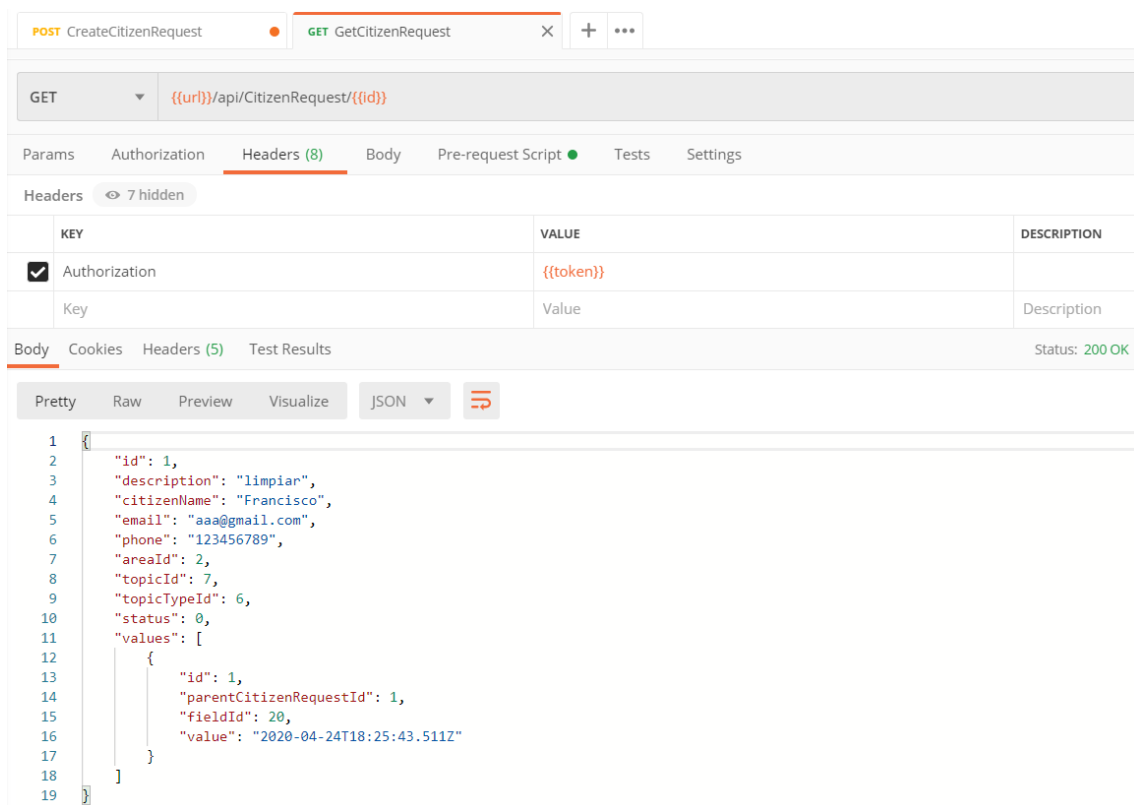 POST CreateCitizenRequest GET GetCitizenRequest
GET {{url}}/api/CitizenRequest/{{id}}
Params Authorization Headers (8) Body Pre-request Script Tests Settings
Headers 7 hidden
KEY VALUE DESCRIPTION
Authorization {{token}}
Key Value Description
Body Cookies Headers (5) Test Results Status: 200 OK
Pretty Raw Preview Visualize JSON
1 {
2 "id": 1,
3 "description": "limpiar",
4 "citizenName": "Francisco",
5 "email": "aaa@gmail.com",
6 "phone": "123456789",
7 "areaId": 2,
8 "topicId": 7,
9 "topicTypeId": 6,
10 "status": 0,
11 "values": [
12 {
13 "id": 1,
14 "parentCitizenRequestId": 1,
15 "fieldId": 20,
16 "value": "2020-04-24T18:25:43.511Z"
17 }
18 ]
19 }